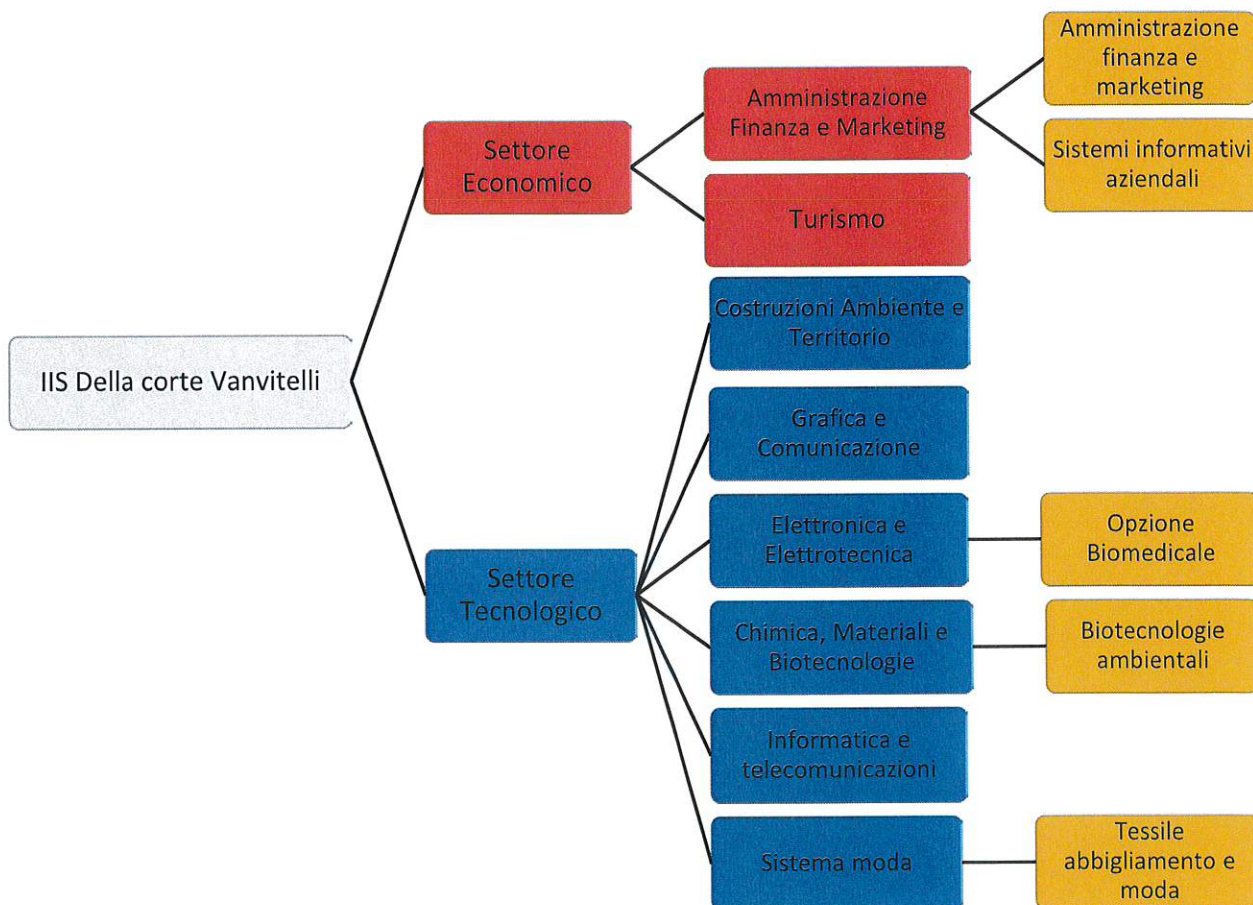 IIS Della corte Vanvitelli
Settore
Economico
Amministrazione
Finanza e Marketing
Amministrazione
finanza e
marketing
Sistemi informativi
aziendali
Turismo
Settore
Tecnologico
Costruzioni Ambiente e
Territorio
Grafica e
Comunicazione
Elettronica e
Elettrotecnica
Opzione
Biomedicale
Chimica, Materiali e
Biotecnologie
Biotecnologie
ambientali
Informatica e
telecomunicazioni
Sistema moda
Tessile
abbigliamento e
moda